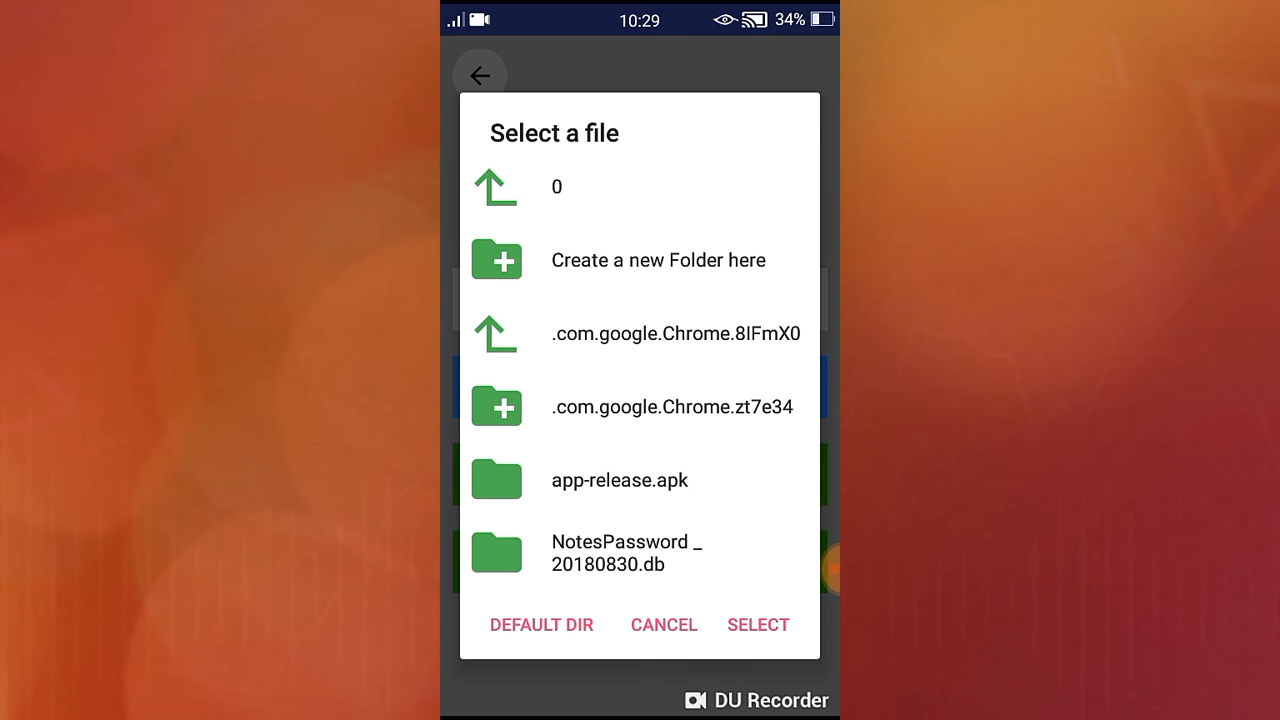 10:29
34%
Select a file
0
Create a new Folder here
.com.google.Chrome.8IFmX0
.com.google.Chrome.zt7e34
app-release.apk
NotesPassword _
20180830.db
DEFAULT DIR CANCEL SELECT
DU Recorder